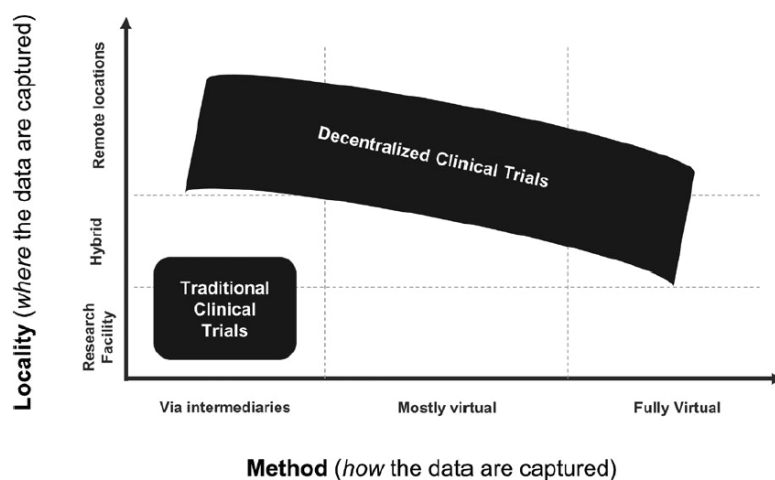 Locality (where the data are captured)
Remote locations
Hybrid
Research
Facility
Decentralized Clinical Trials
Traditional
Clinical
Trials
Via intermediaries
Mostly virtual
Fully Virtual
Method (how the data are captured)